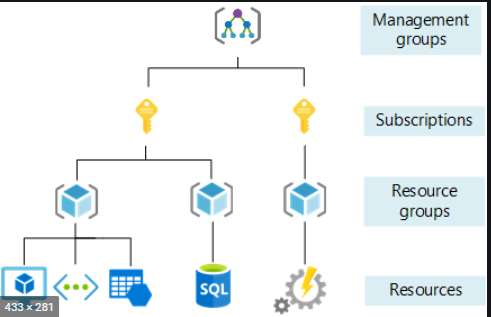 Management
groups
Subscriptions
Resource
groups
SQL
Resources
433 × 281